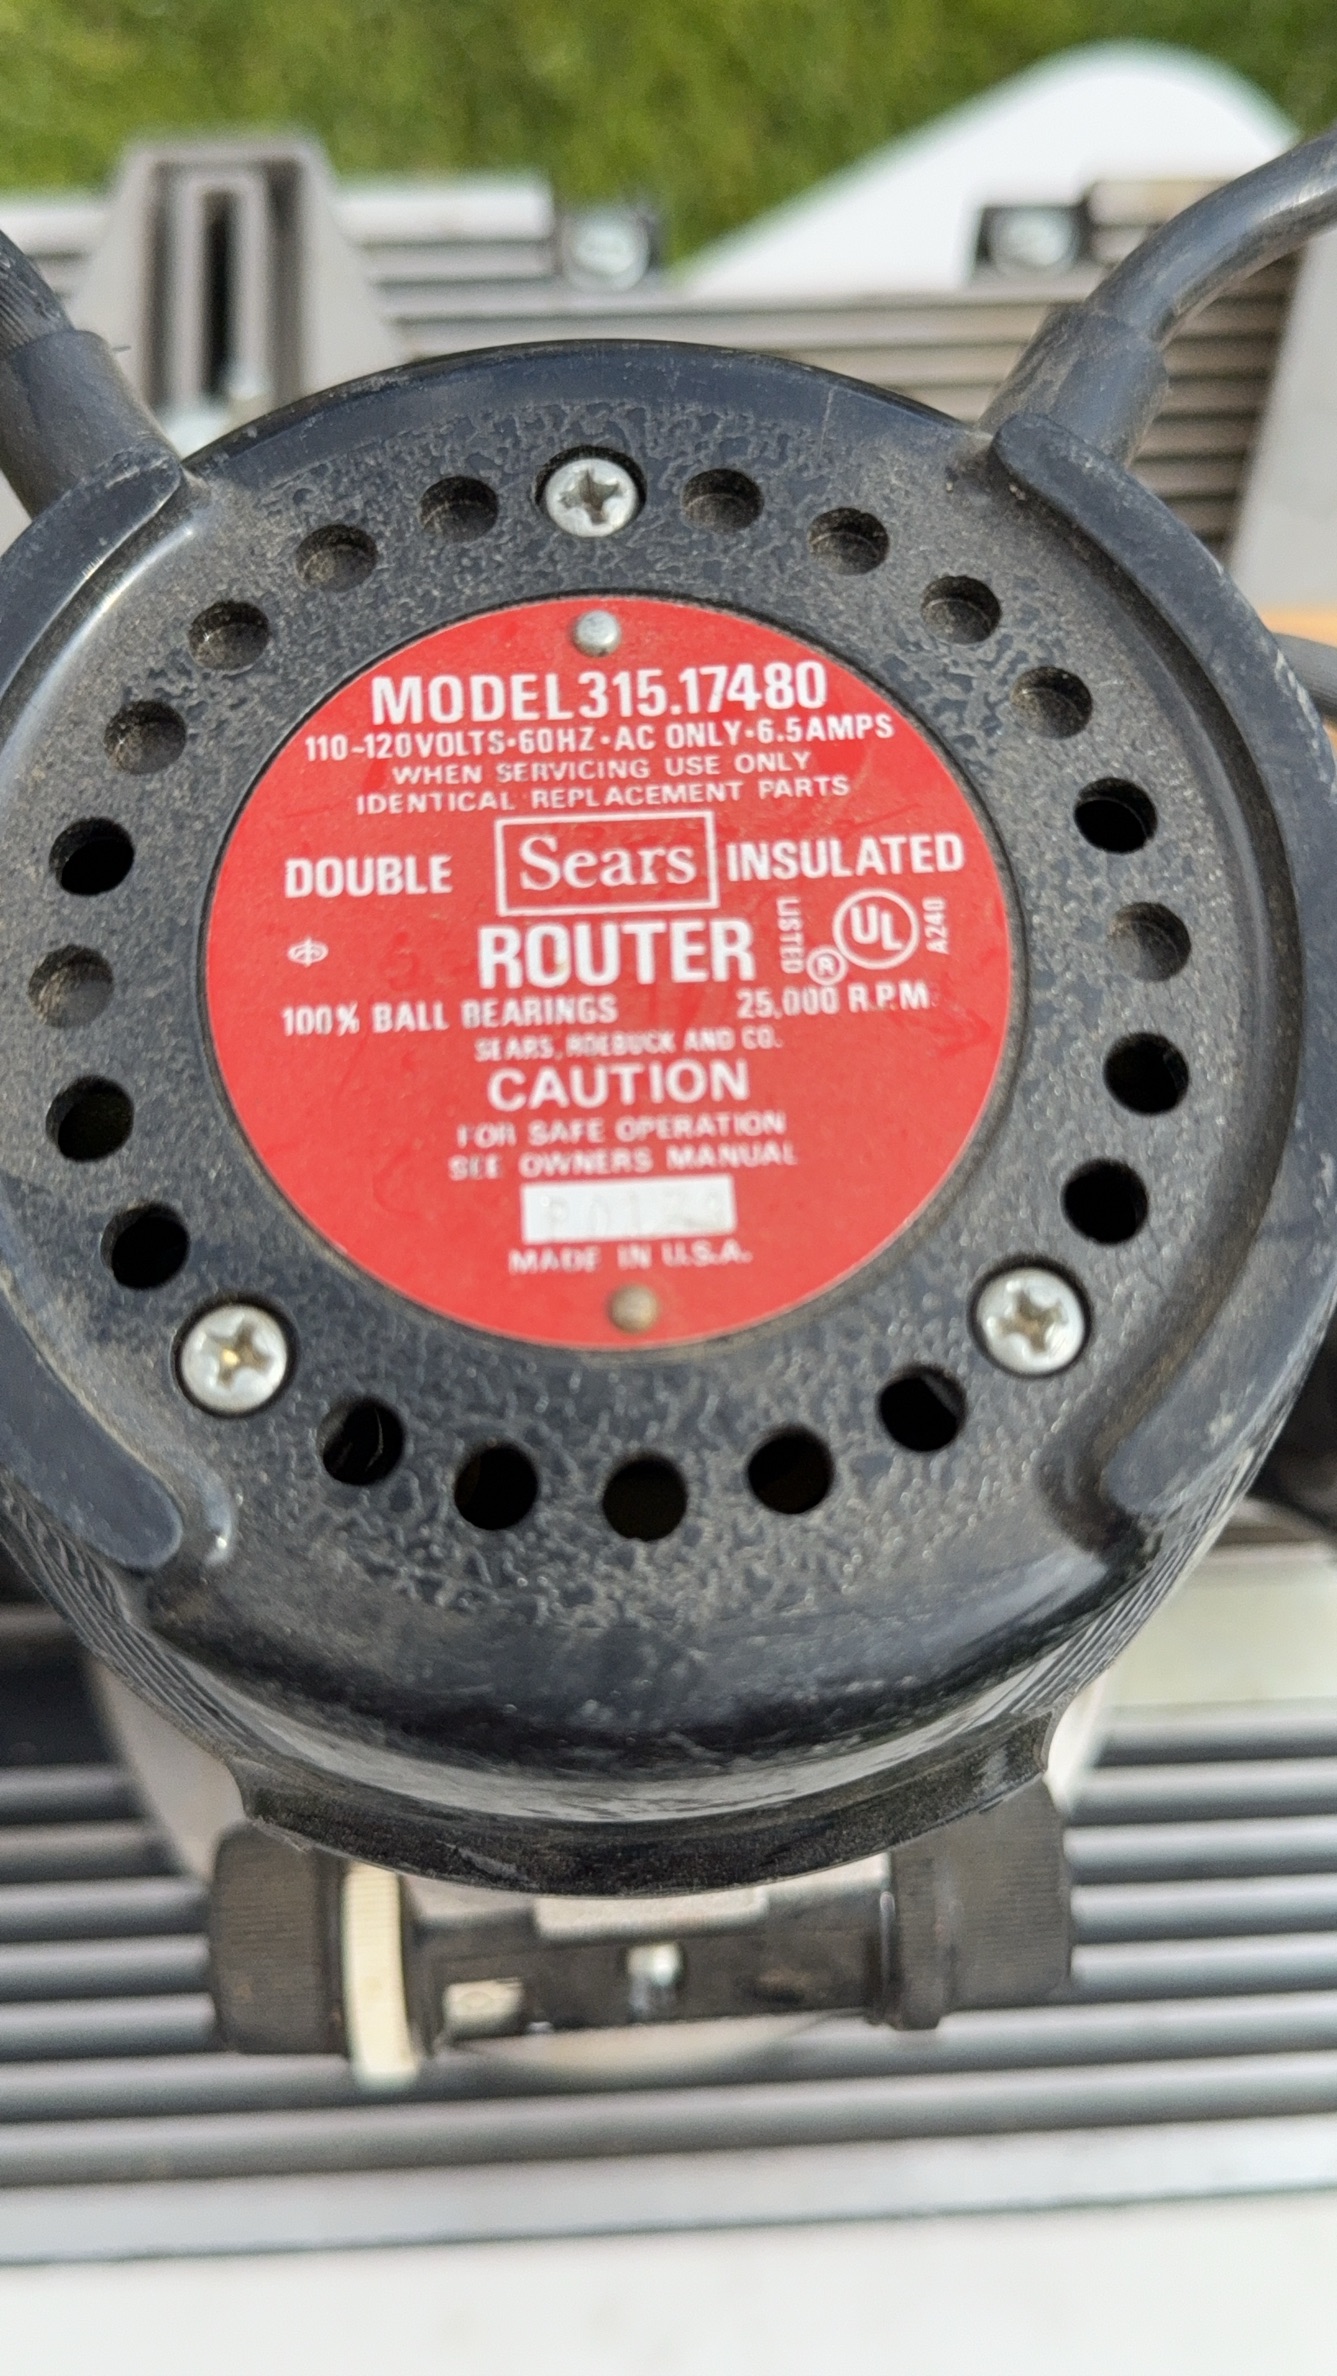 MODEL 315.17480
110~120 VOLTS•60HZ•AC ONLY•6.5 AMPS
WHEN SERVICING USE ONLY
IDENTICAL REPLACEMENT PARTS
DOUBLE Sears INSULATED
ROUTER
LISTED ® UL A240
100% BALL BEARINGS 25,000 R.P.M.
SEARS, ROEBUCK AND CO.
CAUTION
FOR SAFE OPERATION
SEE OWNERS MANUAL
MADE IN U.S.A.